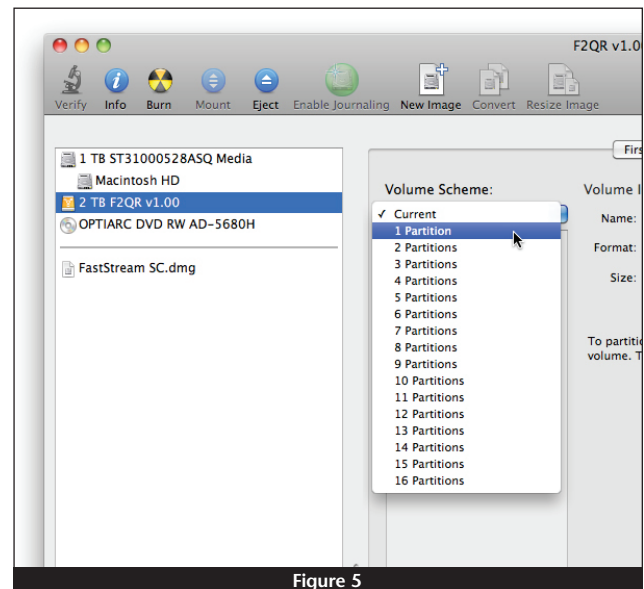 F2QR v1.0
Verify Info Burn Mount Eject Enable Journaling New Image Convert Resize Image
Firs
1 TB ST31000528ASQ Media
Macintosh HD
2 TB F2QR v1.00
OPTIARC DVD RW AD-5680H
FastStream SC.dmg
Volume Scheme:
✓ Current
1 Partition
2 Partitions
3 Partitions
4 Partitions
5 Partitions
6 Partitions
7 Partitions
8 Partitions
9 Partitions
10 Partitions
11 Partitions
12 Partitions
13 Partitions
14 Partitions
15 Partitions
16 Partitions
Volume I
Name:
Format:
Size:
To partitio
volume. T
Figure 5